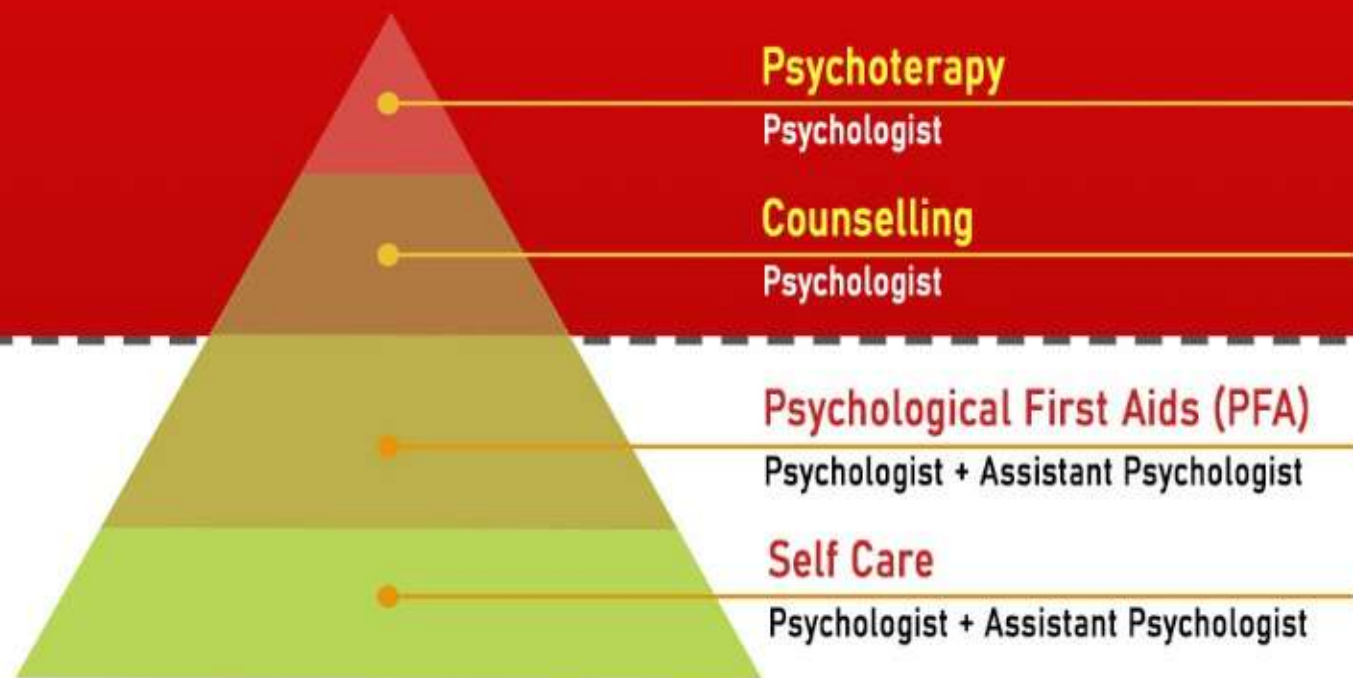 Psychoterapy
Psychologist
Counselling
Psychologist
Psychological First Aids (PFA)
Psychologist + Assistant Psychologist
Self Care
Psychologist + Assistant Psychologist